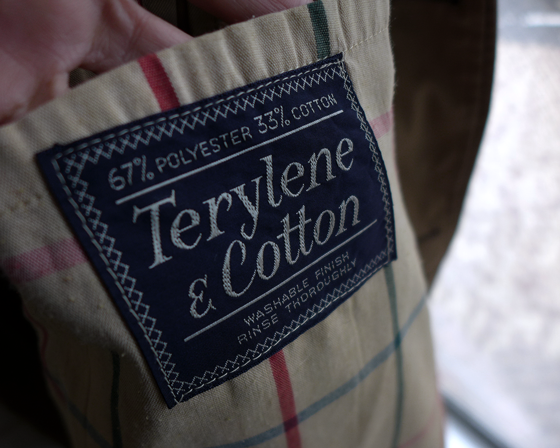 67% POLYESTER 33% COTTON
Terylene
& Cotton
WASHABLE FINISH
RINSE THOROUGHLY